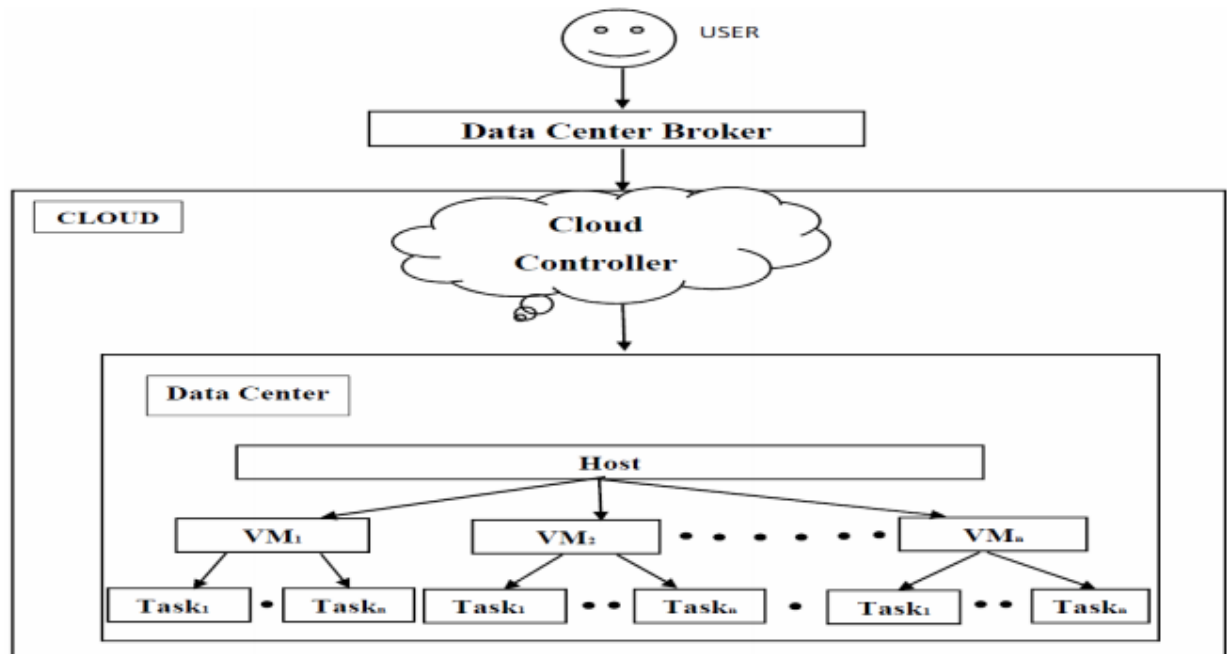 USER
Data Center Broker
CLOUD
Cloud
Controller
Data Center
Host
VM₁ VM₂ VMₙ
Task₁ Taskₙ Task₁ Taskₙ Task₁ Taskₙ